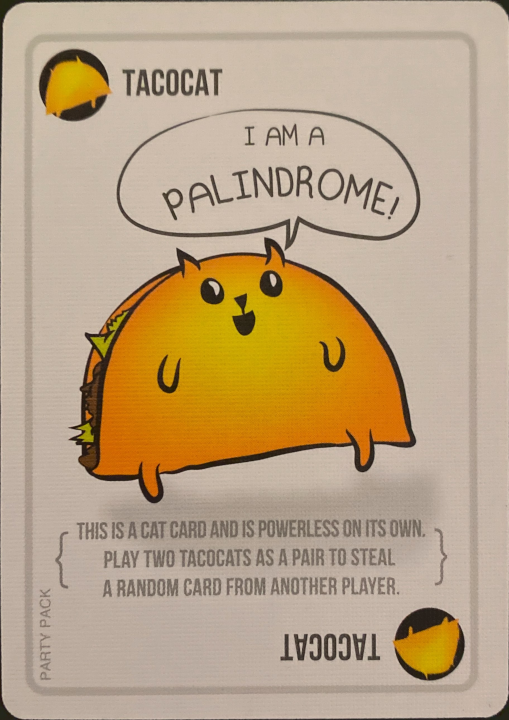 TACOCAT
I AM A
PALINDROME!
THIS IS A CAT CARD AND IS POWERLESS ON ITS OWN.
PLAY TWO TACOCATS AS A PAIR TO STEAL
A RANDOM CARD FROM ANOTHER PLAYER.
PARTY PACK
TACOCAT